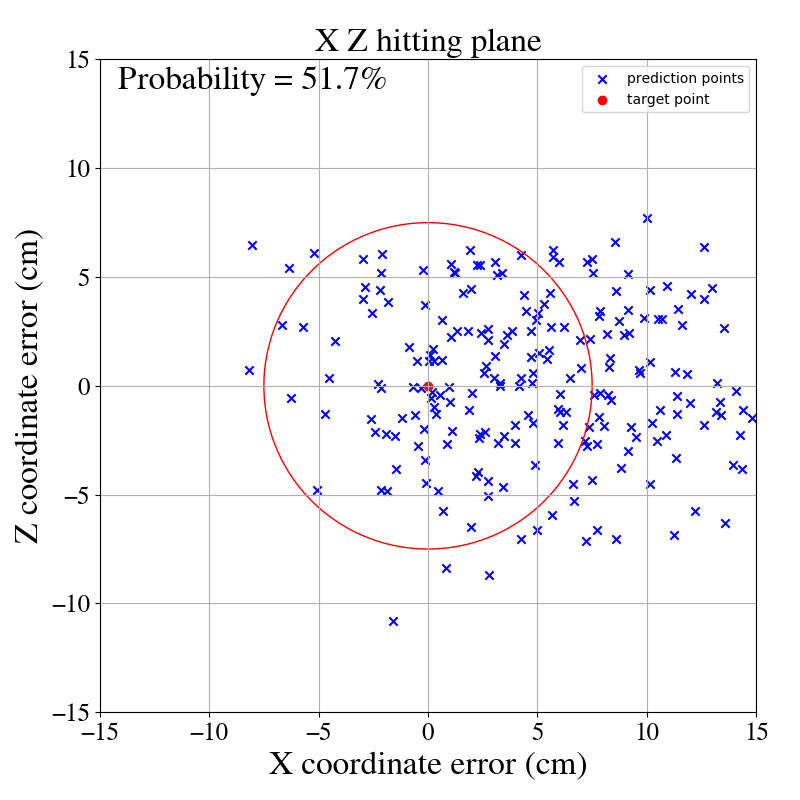 X Z hitting plane
Probability = 51.7%
prediction points
target point
15
10
5
0
−5
−10
−15
Z coordinate error (cm)
−15 −10 −5 0 5 10 15
X coordinate error (cm)